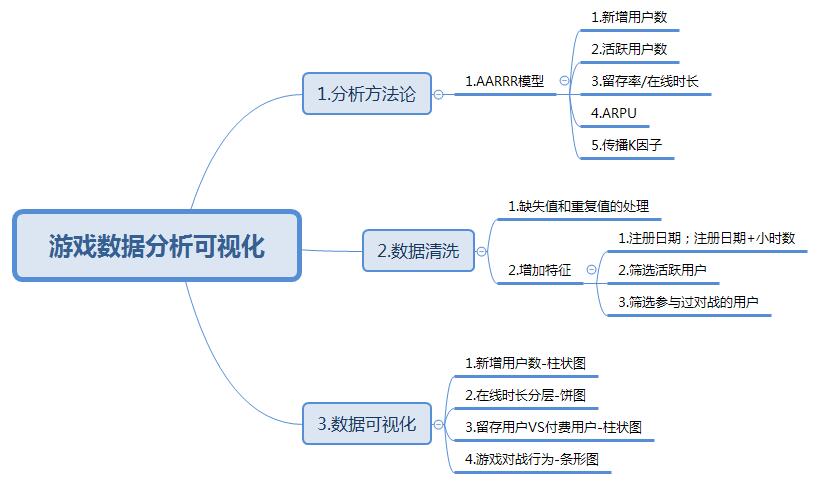 游戏数据分析可视化
1.分析方法论
1.AARRR模型
1.新增用户数
2.活跃用户数
3.留存率/在线时长
4.ARPU
5.传播K因子
2.数据清洗
1.缺失值和重复值的处理
2.增加特征
1.注册日期；注册日期+小时数
2.筛选活跃用户
3.筛选参与过对战的用户
3.数据可视化
1.新增用户数-柱状图
2.在线时长分层-饼图
3.留存用户VS付费用户-柱状图
4.游戏对战行为-条形图